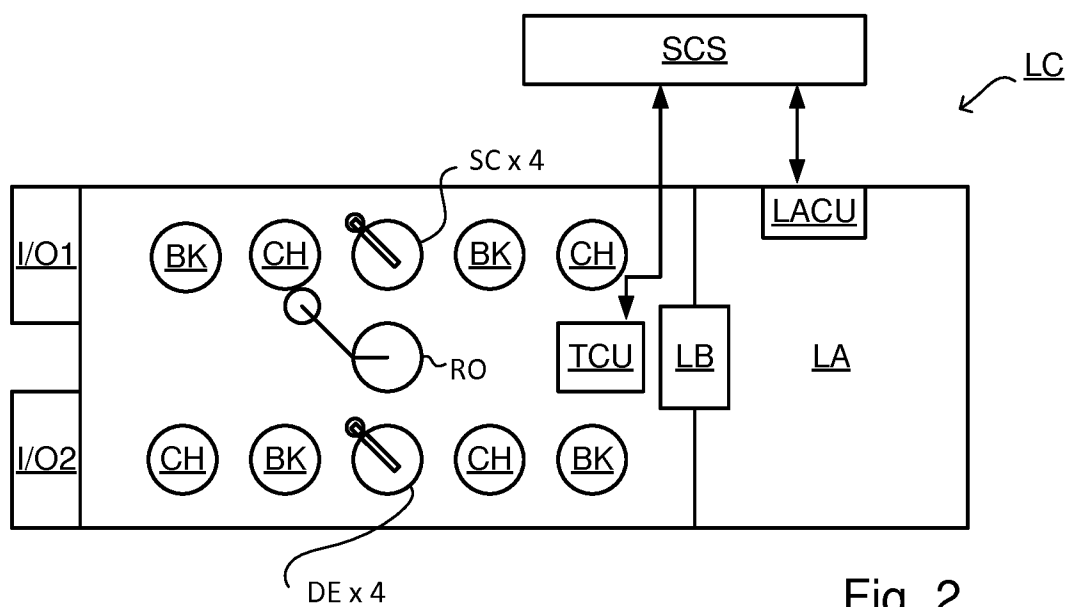 SCS
LC
SC x 4
LACU
I/O1
BK
CH
BK
CH
TCU
LB
LA
RO
I/O2
CH
BK
CH
BK
DE x 4
Fig. 2